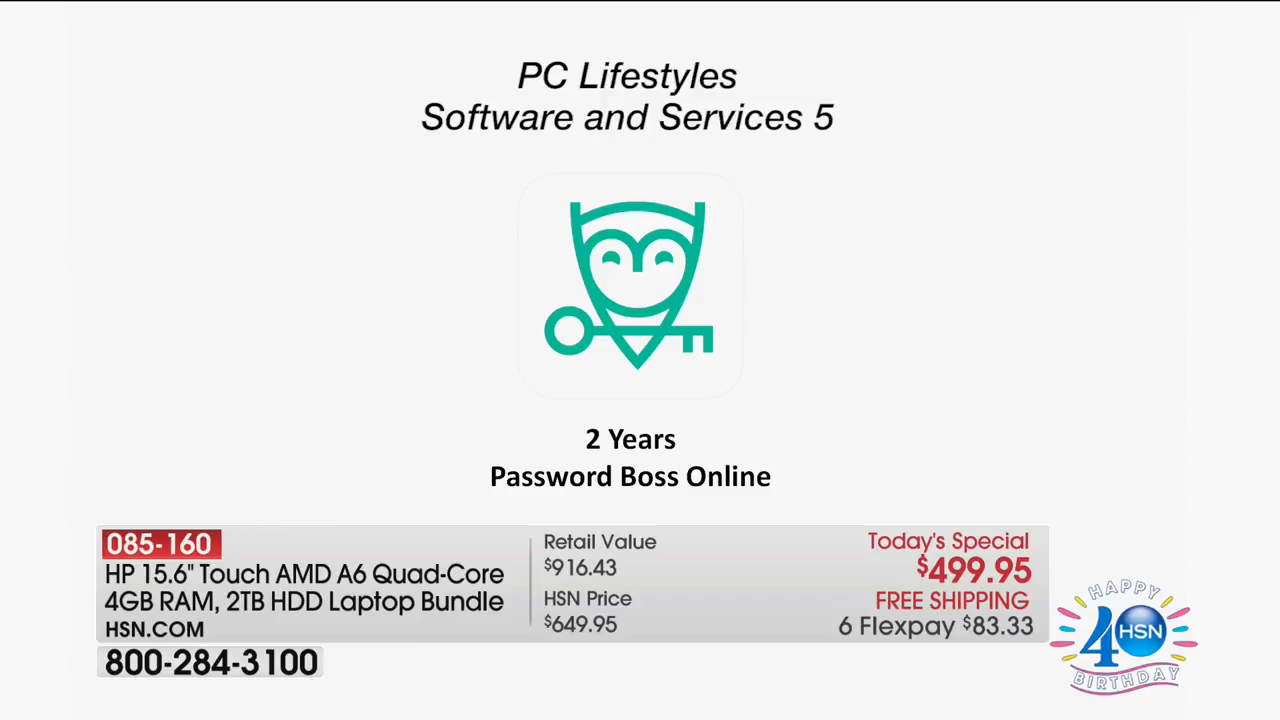 PC Lifestyles
Software and Services 5
2 Years
Password Boss Online
085-160
HP 15.6" Touch AMD A6 Quad-Core
4GB RAM, 2TB HDD Laptop Bundle
HSN.COM
800-284-3100
Retail Value
$916.43
HSN Price
$649.95
Today's Special
$499.95
FREE SHIPPING
6 Flexpay $83.33
HAPPY
40 HSN
BIRTHDAY